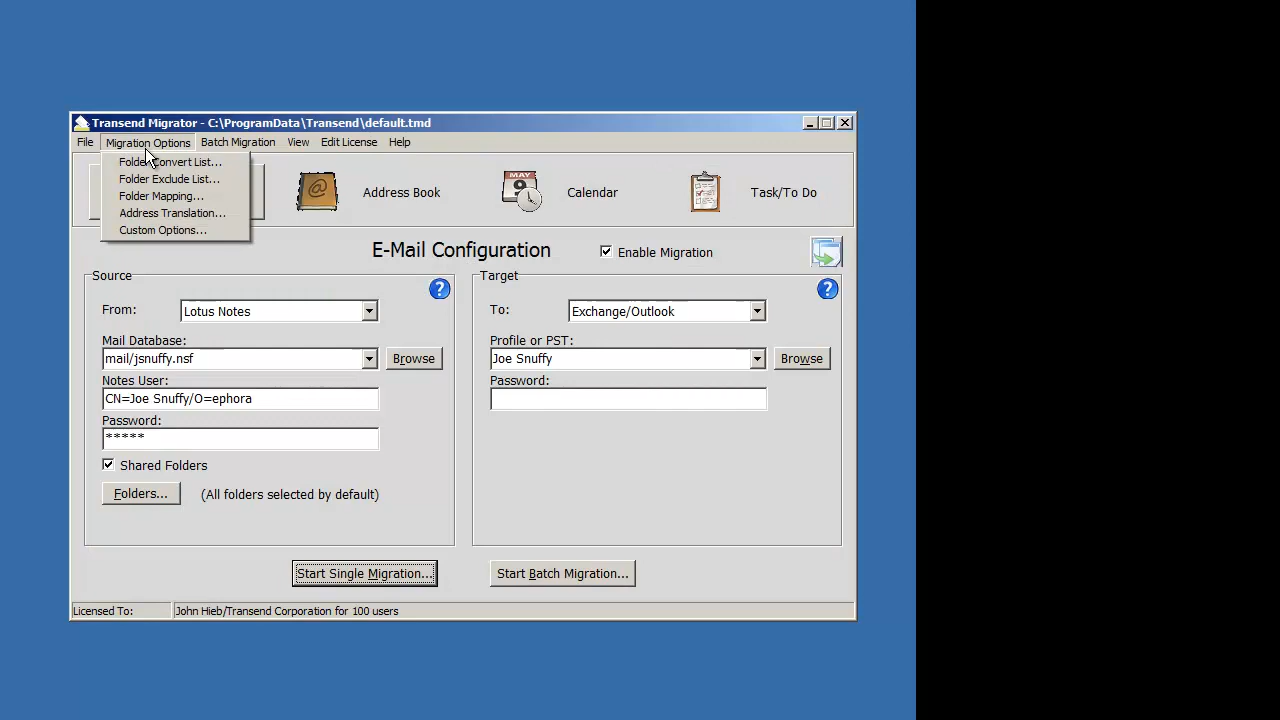 Transend Migrator - C:\ProgramData\Transend\default.tmd
File Migration Options Batch Migration View Edit License Help
Folder Convert List...
Folder Exclude List...
Folder Mapping...
Address Translation...
Custom Options...
Address Book
MAY
9
Calendar
Task/To Do
E-Mail Configuration
Enable Migration
Source
From: Lotus Notes
Mail Database:
mail/jsnuffy.nsf Browse
Notes User:
CN=Joe Snuffy/O=ephora
Password:
*****
Shared Folders
Folders... (All folders selected by default)
Target
To: Exchange/Outlook
Profile or PST:
Joe Snuffy Browse
Password:
Start Single Migration... Start Batch Migration...
Licensed To: John Hieb/Transend Corporation for 100 users